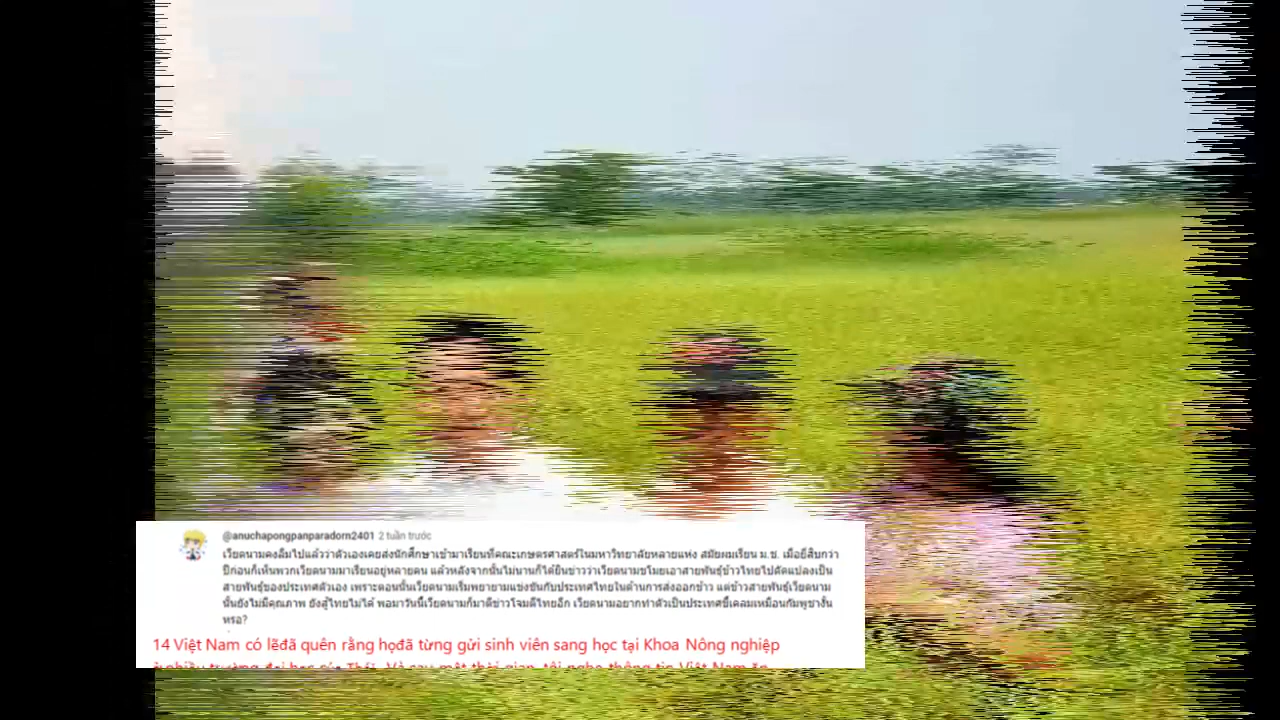 @anuchapongpanparadorn2401 2 tuần trước
เวียดนามคงลืมไปแล้วว่าตัวเองเคยส่งนักศึกษาเข้ามาเรียนที่คณะเกษตรศาสตร์ในมหาวิทยาลัยหลายแห่ง สมัยผมเรียน ม.ช. เมื่อยี่สิบกว่า
ปีก่อนก็เห็นพวกเวียดนามมาเรียนอยู่หลายคน แล้วหลังจากนั้นไม่นานก็ได้ยินข่าวว่าเวียดนามขโมยเอาสายพันธุ์ข้าวไทยไปดัดแปลงเป็น
สายพันธุ์ของประเทศตัวเอง เพราะตอนนั้นเวียดนามเริ่มพยายามแข่งขันกับประเทศไทยในด้านการส่งออกข้าว แต่ข้าวสายพันธุ์เวียดนาม
นั้นยังไม่มีคุณภาพ ยังสู้ไทยไม่ได้ พอมาวันนี้เวียดนามก็มาตีข่าวโจมตีไทยอีก เวียดนามอยากทำตัวเป็นประเทศขี้เคลมเหมือนกัมพูชางั้น
หรอ?
14 Việt Nam có lẽđã quên rằng họđã từng gửi sinh viên sang học tại Khoa Nông nghiệp